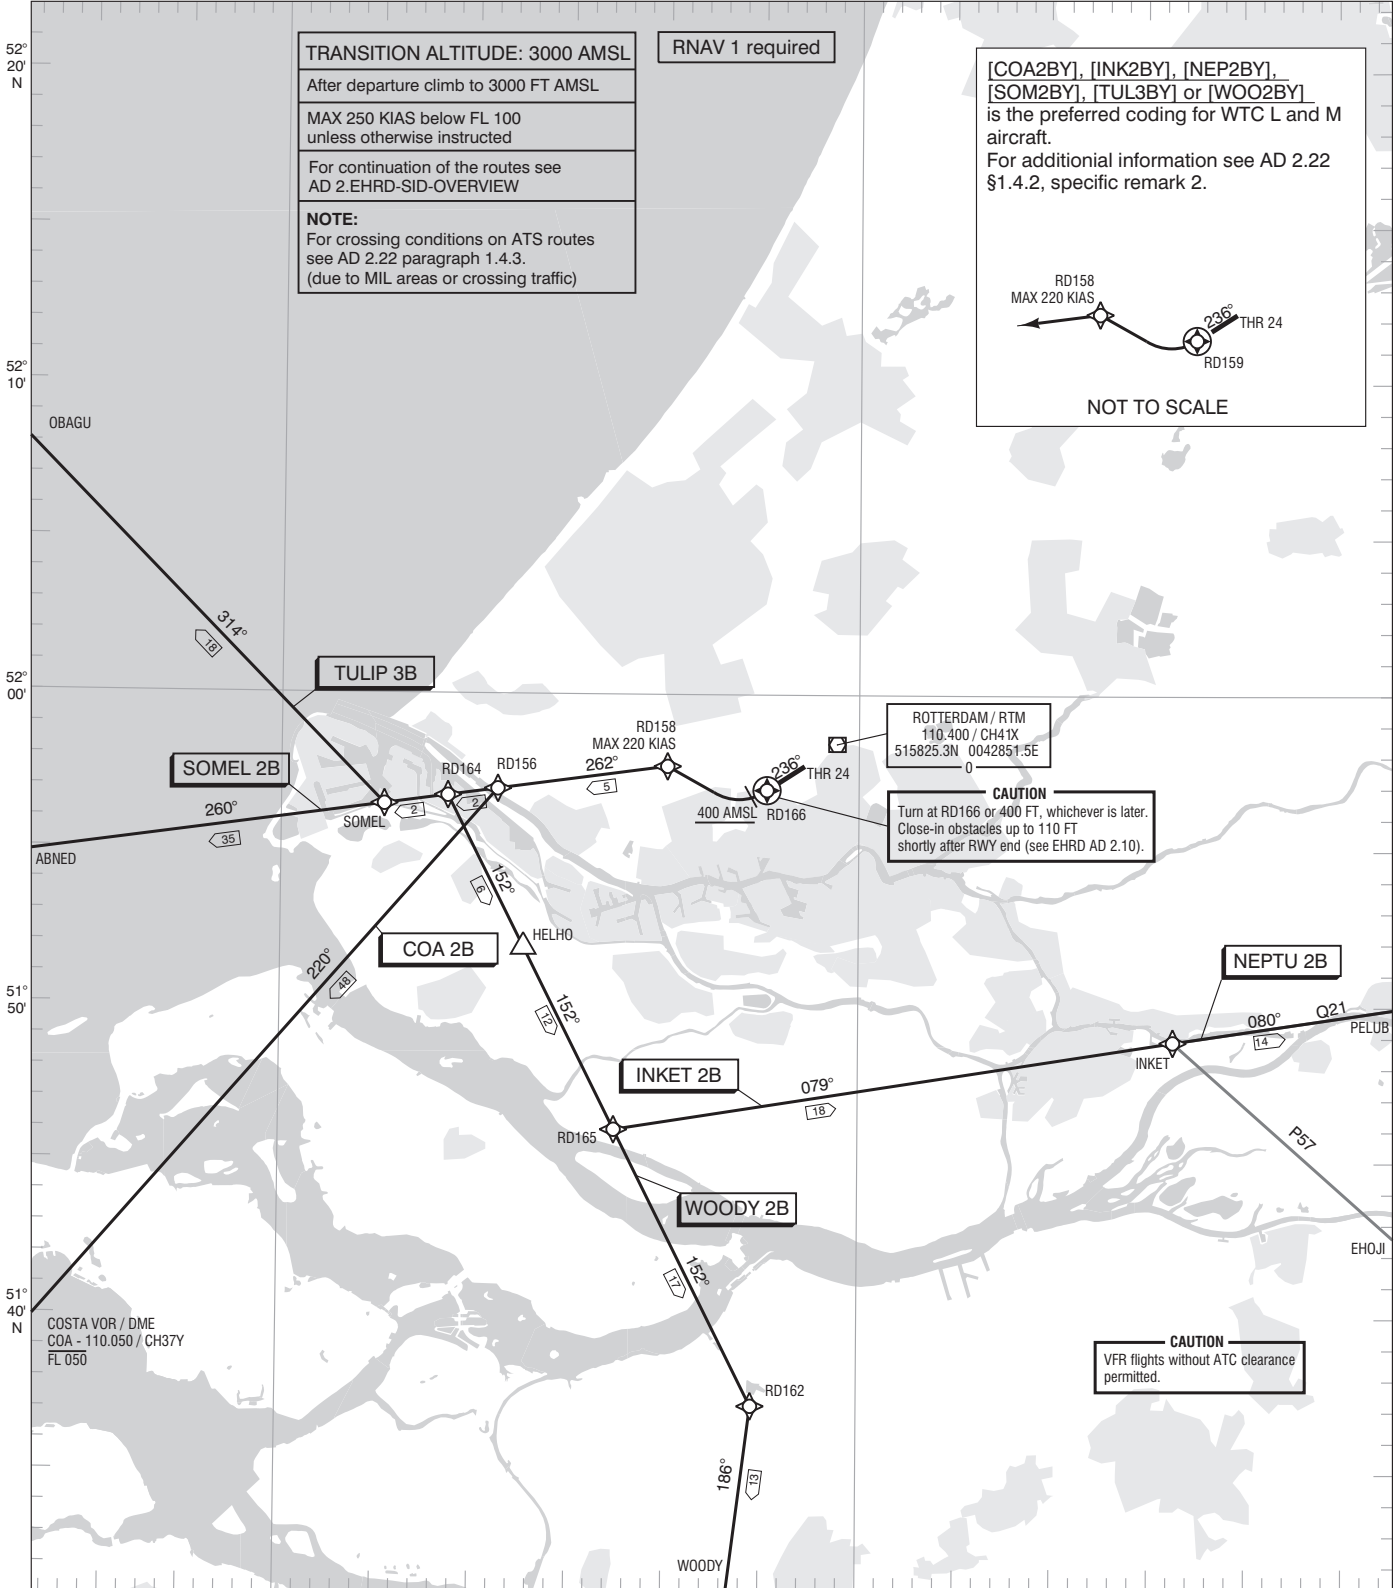 52°
20'
N
TRANSITION ALTITUDE: 3000 AMSL
After departure climb to 3000 FT AMSL
MAX 250 KIAS below FL 100
unless otherwise instructed
For continuation of the routes see
AD 2.EHRD-SID-OVERVIEW
NOTE:
For crossing conditions on ATS routes
see AD 2.22 paragraph 1.4.3.
(due to MIL areas or crossing traffic)
RNAV 1 required
[COA2BY], [INK2BY], [NEP2BY],
[SOM2BY], [TUL3BY] or [WOO2BY]
is the preferred coding for WTC L and M
aircraft.
For additionial information see AD 2.22
§1.4.2, specific remark 2.
RD158
MAX 220 KIAS
236°
THR 24
RD159
NOT TO SCALE
52°
10'
OBAGU
314°
18
52°
00'
TULIP 3B
SOMEL 2B
260°
35
ABNED
SOMEL
2
RD164
2
RD156
262°
5
RD158
MAX 220 KIAS
236°
THR 24
400 AMSL
RD166
ROTTERDAM / RTM
110.400 / CH41X
515825.3N 0042851.5E
0
CAUTION
Turn at RD166 or 400 FT, whichever is later.
Close-in obstacles up to 110 FT
shortly after RWY end (see EHRD AD 2.10).
152°
6
HELHO
COA 2B
220°
48
51°
50'
152°
12
NEPTU 2B
080°
14
Q21
PELUB
INKET
INKET 2B
079°
18
RD165
P57
EHOJI
WOODY 2B
152°
17
51°
40'
N
COSTA VOR / DME
COA - 110.050 / CH37Y
FL 050
CAUTION
VFR flights without ATC clearance
permitted.
RD162
186°
13
WOODY